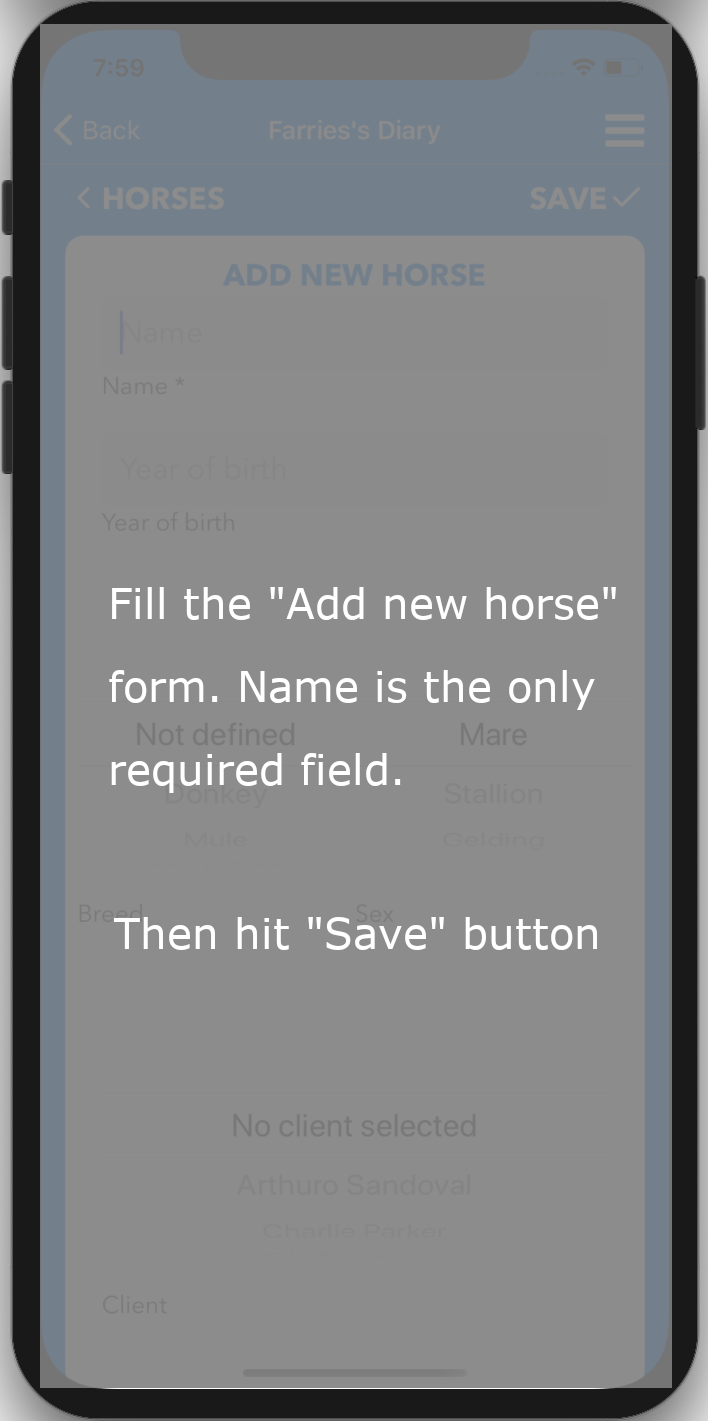 7:59
Back Farries's Diary
HORSES SAVE
ADD NEW HORSE
Name
Name *
Year of birth
Year of birth
Fill the "Add new horse"
form. Name is the only
Not defined Mare
required field.
Donkey Stallion
Mule Gelding
Breed Sex
Then hit "Save" button
No client selected
Arthuro Sandoval
Charlie Parker
Client